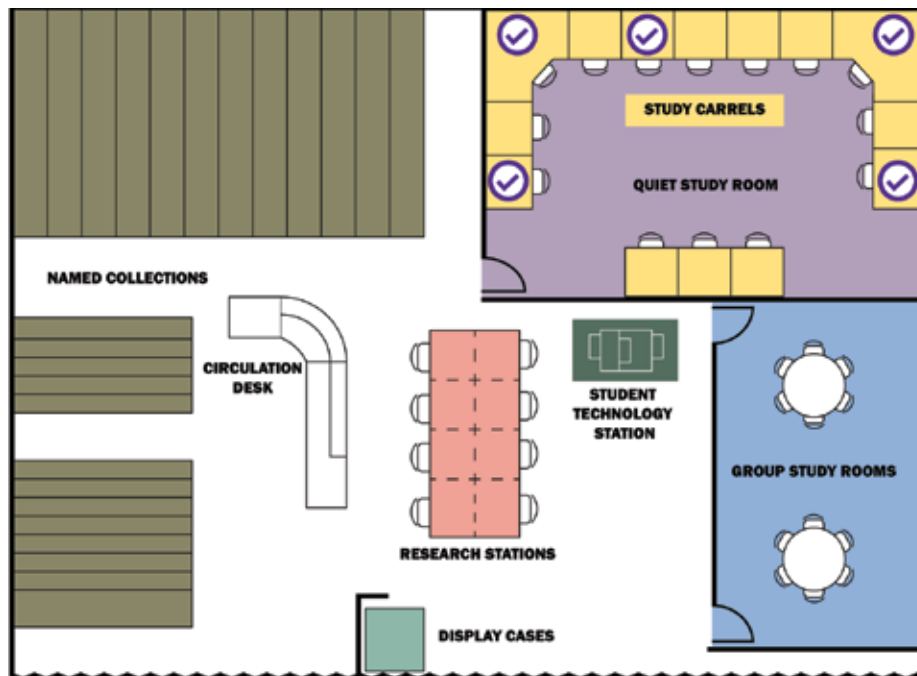 STUDY CARRELS
QUIET STUDY ROOM
NAMED COLLECTIONS
CIRCULATION
DESK
STUDENT
TECHNOLOGY
STATION
GROUP STUDY ROOMS
RESEARCH STATIONS
DISPLAY CASES